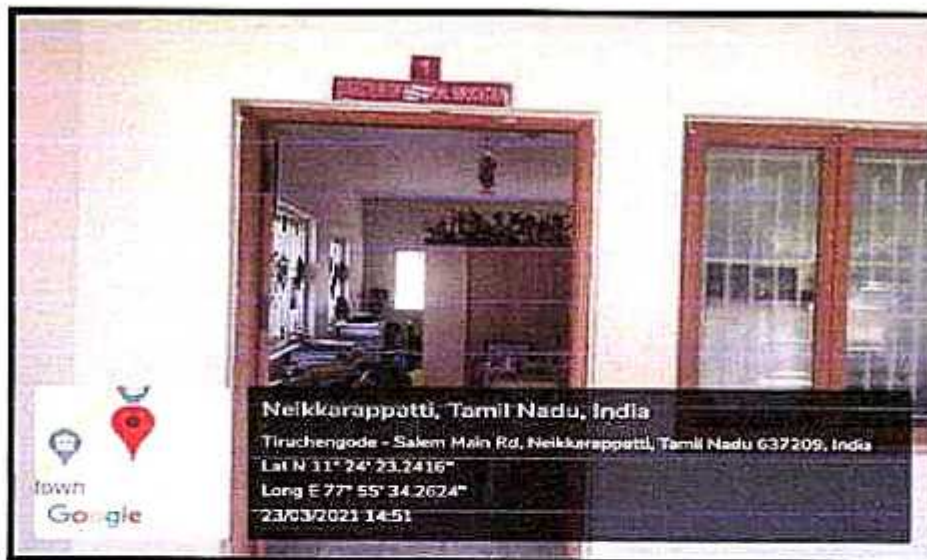 Neikkarappatti, Tamil Nadu, India
Tiruchengode - Salem Main Rd, Neikkarappatti, Tamil Nadu 637209, India
Lat N 11° 24' 23.2416"
Long E 77° 55' 34.2624"
23/03/2021 14:51
town
Google